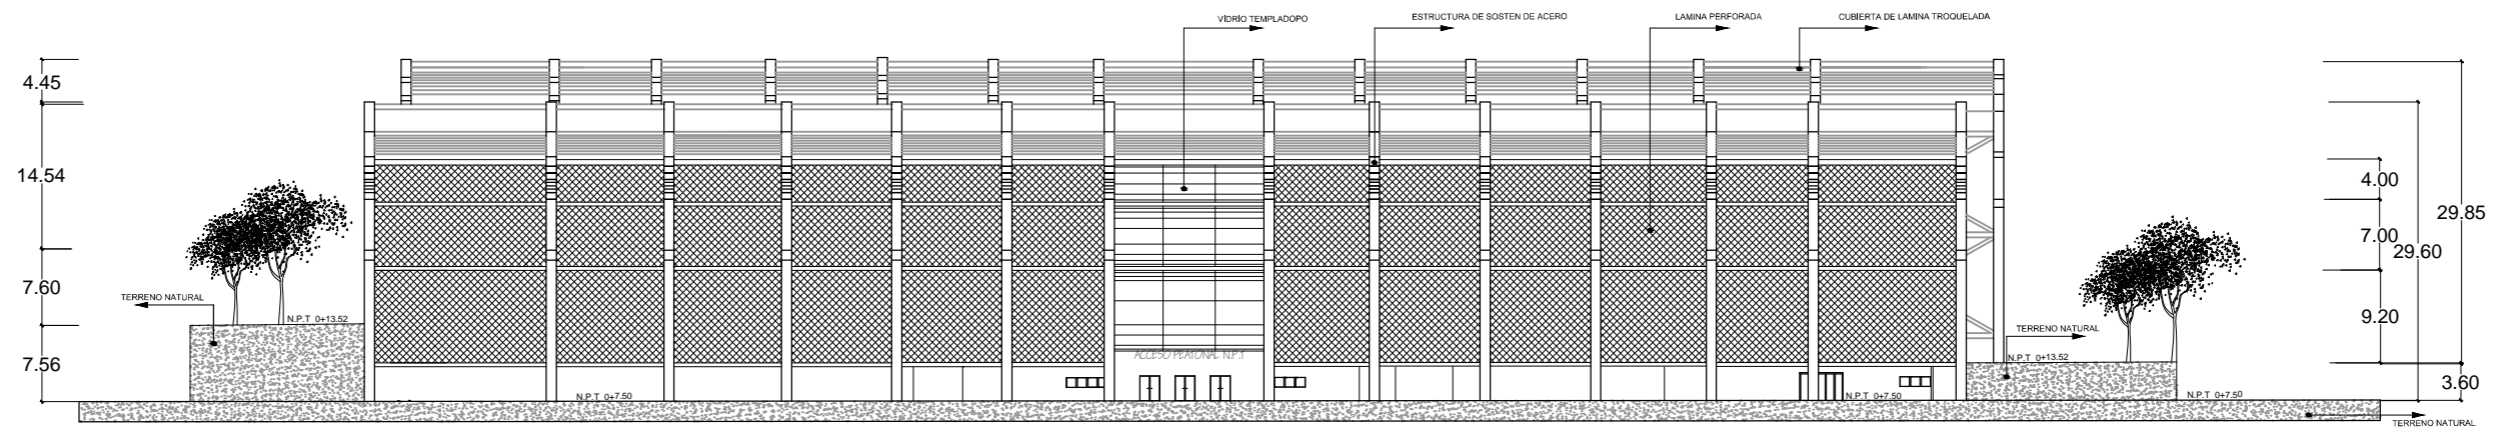 VIDRIO TEMPLADOPO
ESTRUCTURA DE SOSTEN DE ACERO
LAMINA PERFORADA
CUBIERTA DE LAMINA TROQUELADA
4.45
14.54
7.60
7.56
4.00
7.00
9.20
29.85
29.60
3.60
TERRENO NATURAL
N.P.T 0+13.52
ACCESO PEATONAL N.P.T
TERRENO NATURAL
N.P.T 0+13.52
N.P.T 0+7.50
N.P.T 0+7.50
N.P.T 0+7.50
TERRENO NATURAL